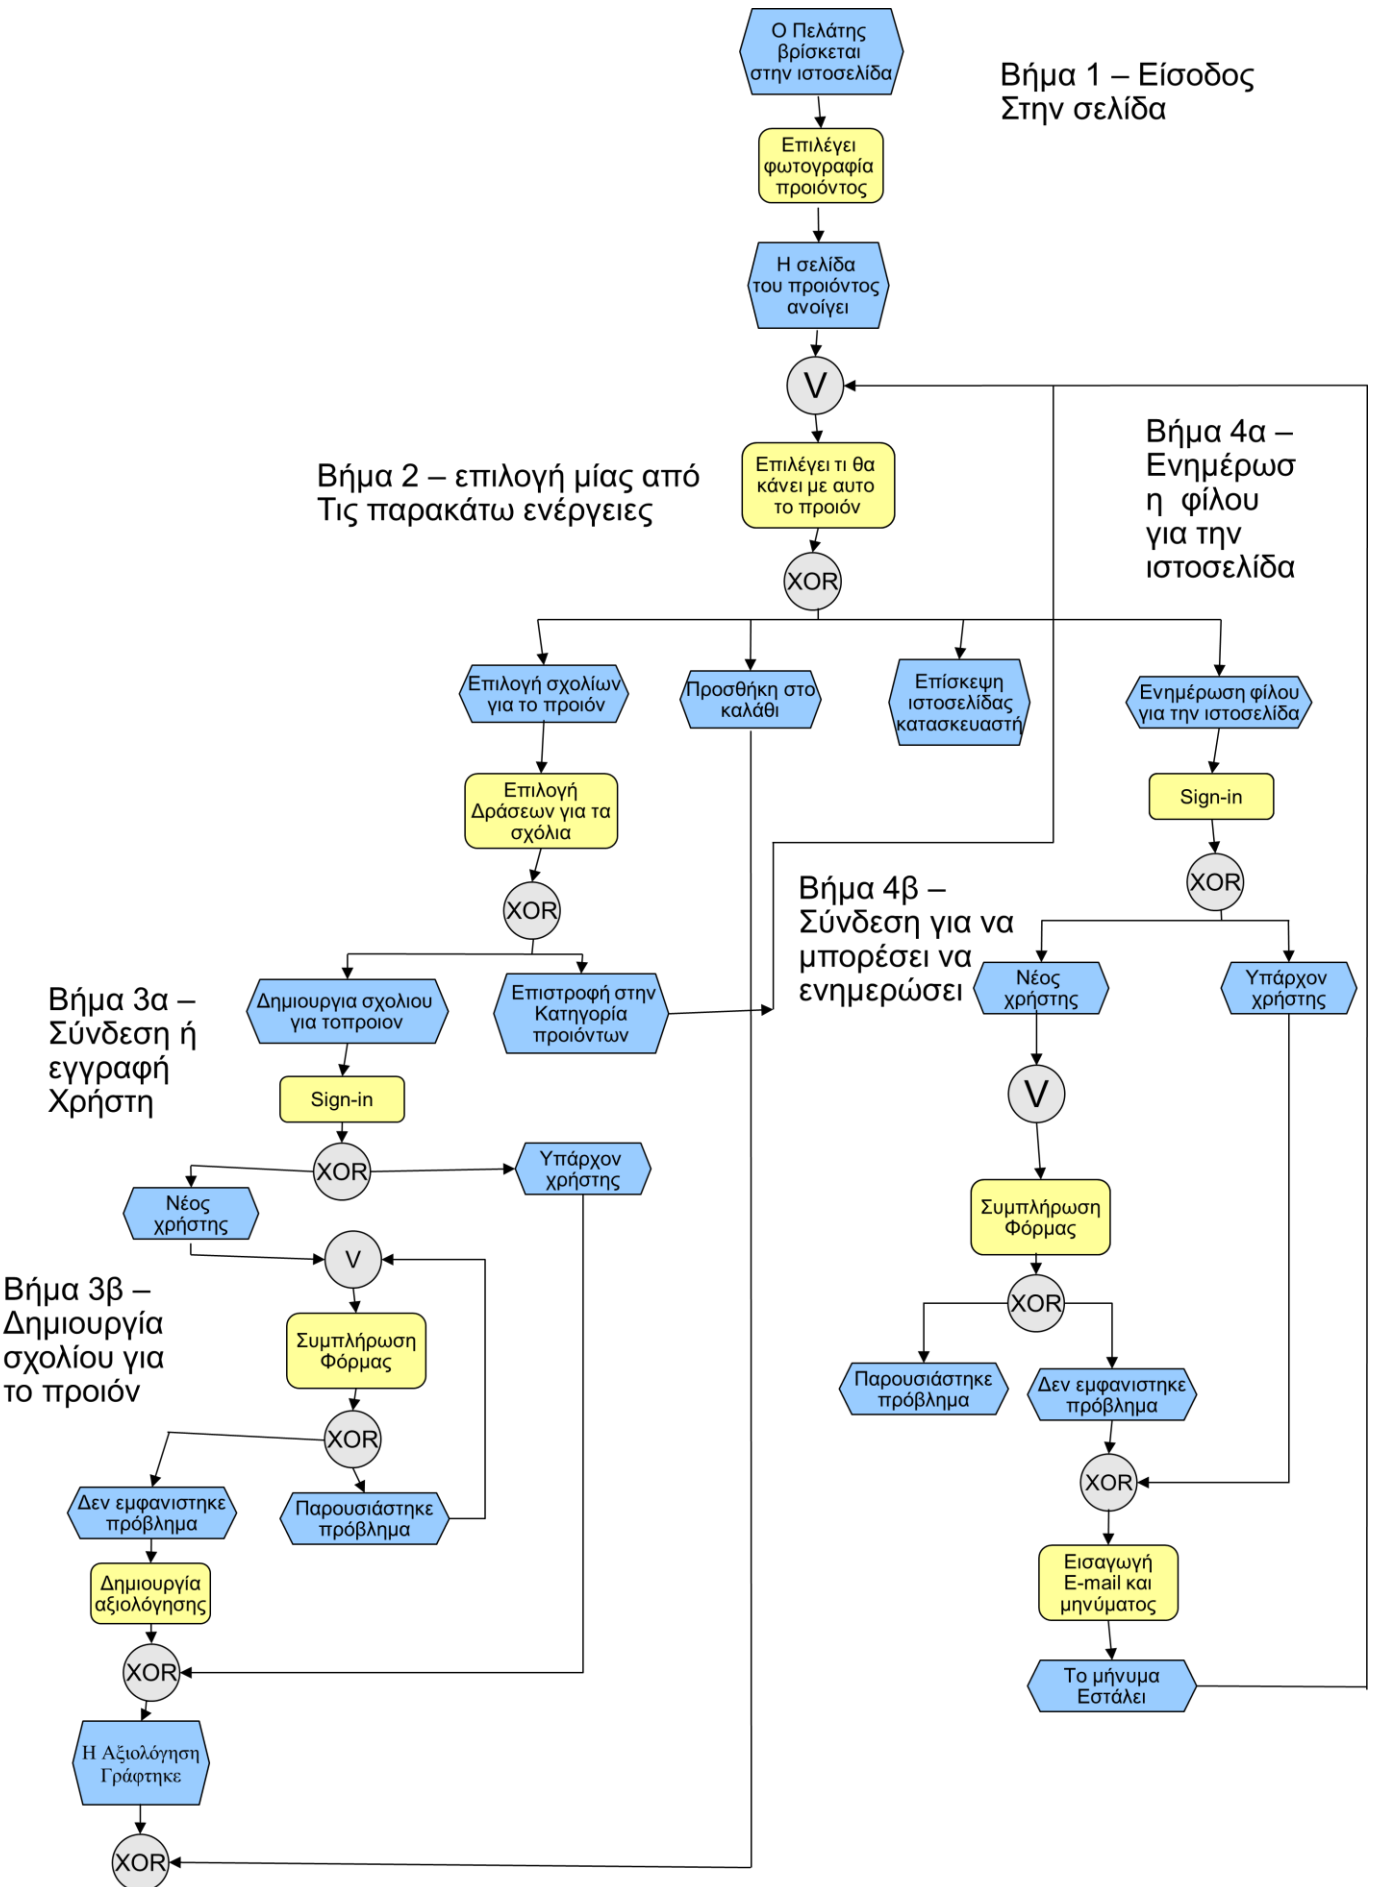 Ο Πελάτης
βρίσκεται
στην ιστοσελίδα
Βήμα 1 – Είσοδος
Στην σελίδα
Επιλέγει
φωτογραφία
προιόντος
Η σελίδα
του προιόντος
ανοίγει
V
Βήμα 2 – επιλογή μίας από
Τις παρακάτω ενέργειες
Επιλέγει τι θα
κάνει με αυτο
το προιόν
Βήμα 4α –
Ενημέρωσ
η φίλου
για την
ιστοσελίδα
XOR
Επιλογή σχολίων
για το προιόν
Προσθήκη στο
καλάθι
Επίσκεψη
ιστοσελίδας
κατασκευαστή
Ενημέρωση φίλου
για την ιστοσελίδα
Επιλογή
Δράσεων για τα
σχόλια
Sign-in
XOR
XOR
Βήμα 4β –
Σύνδεση για να
μπορέσει να
ενημερώσει
Νέος
χρήστης
Υπάρχον
χρήστης
Βήμα 3α –
Σύνδεση ή
εγγραφή
Χρήστη
Δημιουργια σχολιου
για τοπροιον
Επιστροφή στην
Κατηγορία
προιόντων
Sign-in
V
XOR
Υπάρχον
χρήστης
Νέος
χρήστης
V
Συμπλήρωση
Φόρμας
Βήμα 3β –
Δημιουργία
σχολίου για
το προιόν
Συμπλήρωση
Φόρμας
XOR
Παρουσιάστηκε
πρόβλημα
Δεν εμφανιστηκε
πρόβλημα
XOR
Δεν εμφανιστηκε
πρόβλημα
Παρουσιάστηκε
πρόβλημα
XOR
Δημιουργία
αξιολόγησης
Εισαγωγή
E-mail και
μηνύματος
XOR
Το μήνυμα
Εστάλει
Η Αξιολόγηση
Γράφτηκε
XOR